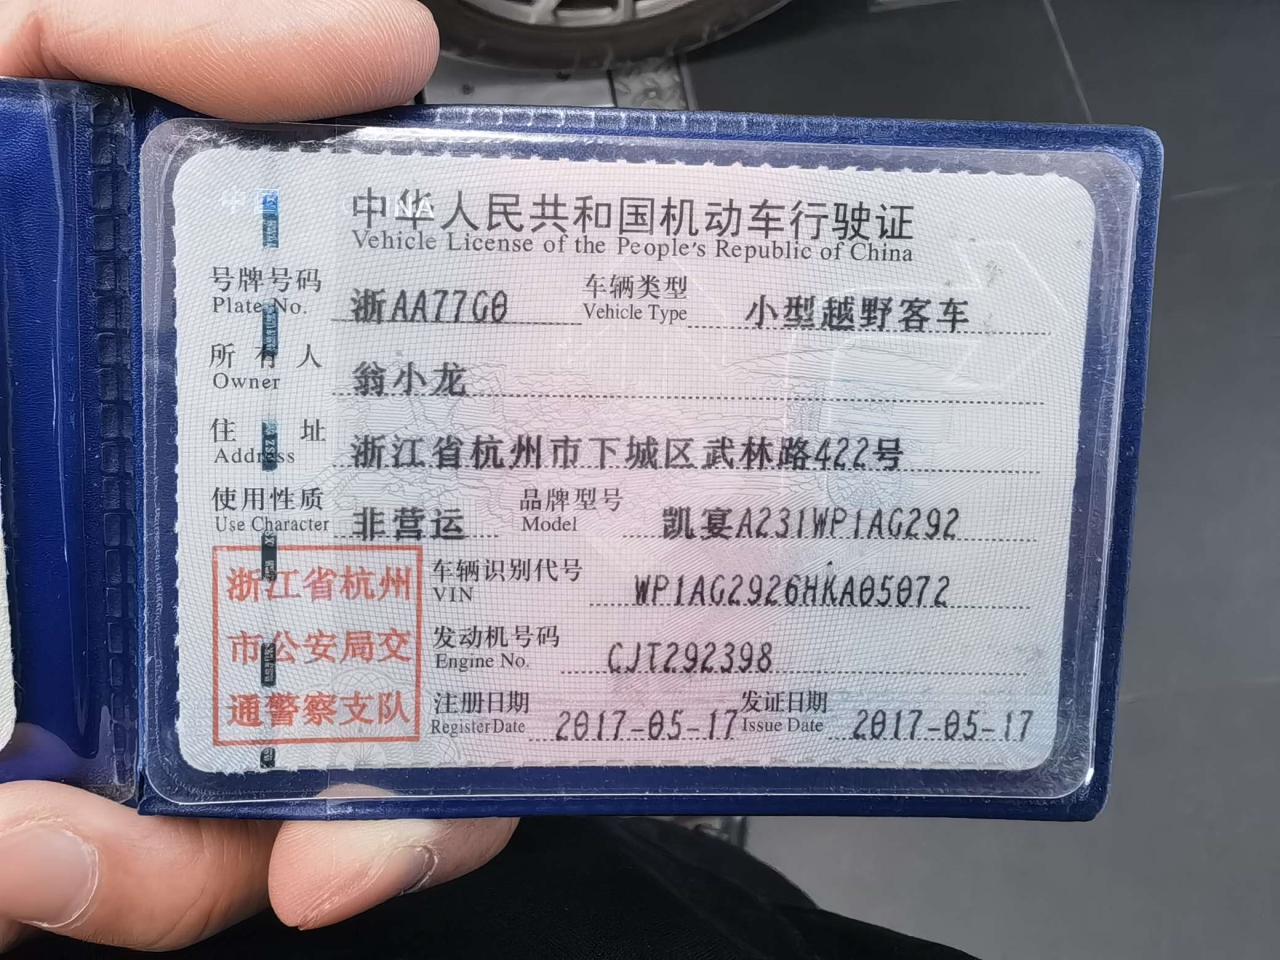 中华人民共和国机动车行驶证
Vehicle License of the People's Republic of China
号牌号码 浙AA77G0 车辆类型 小型越野客车
Plate No. Vehicle Type
所有人 翁小龙
Owner
住址 浙江省杭州市下城区武林路422号
Address
使用性质 非营运 品牌型号 凯宴A231WP1AG292
Use Character Model
浙江省杭州
市公安局交
通警察支队
车辆识别代号 WP1AG2926HKA05072
VIN
发动机号码 CJT292398
Engine No.
注册日期 2017-05-17 发证日期 2017-05-17
Register Date Issue Date